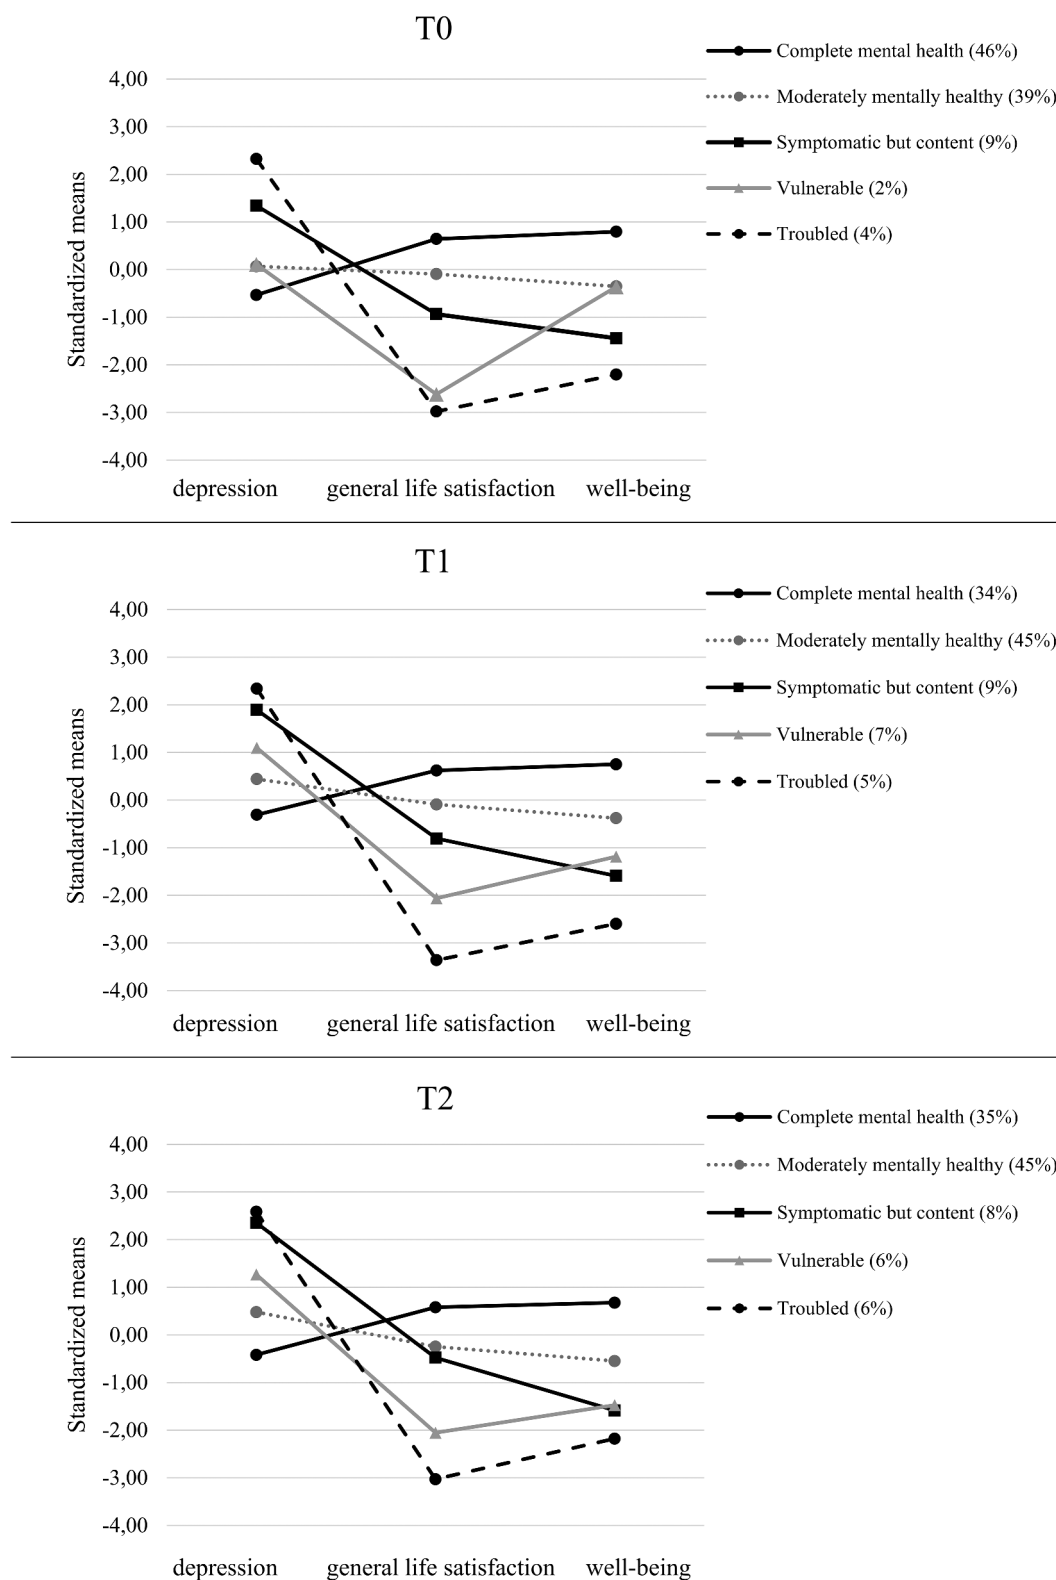 T0
Complete mental health (46%)
Moderately mentally healthy (39%)
Symptomatic but content (9%)
Vulnerable (2%)
Troubled (4%)
Standardized means
4,00
3,00
2,00
1,00
0,00
-1,00
-2,00
-3,00
-4,00
depression general life satisfaction well-being
T1
Complete mental health (34%)
Moderately mentally healthy (45%)
Symptomatic but content (9%)
Vulnerable (7%)
Troubled (5%)
Standardized means
4,00
3,00
2,00
1,00
0,00
-1,00
-2,00
-3,00
-4,00
depression general life satisfaction well-being
T2
Complete mental health (35%)
Moderately mentally healthy (45%)
Symptomatic but content (8%)
Vulnerable (6%)
Troubled (6%)
Standardized means
4,00
3,00
2,00
1,00
0,00
-1,00
-2,00
-3,00
-4,00
depression general life satisfaction well-being